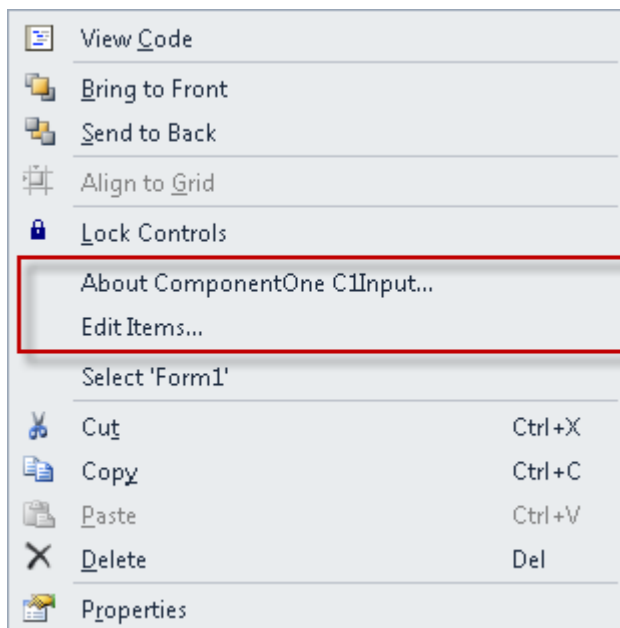 View Code
Bring to Front
Send to Back
Align to Grid
Lock Controls
About ComponentOne C1Input...
Edit Items...
Select 'Form1'
Cut Ctrl+X
Copy Ctrl+C
Paste Ctrl+V
Delete Del
Properties